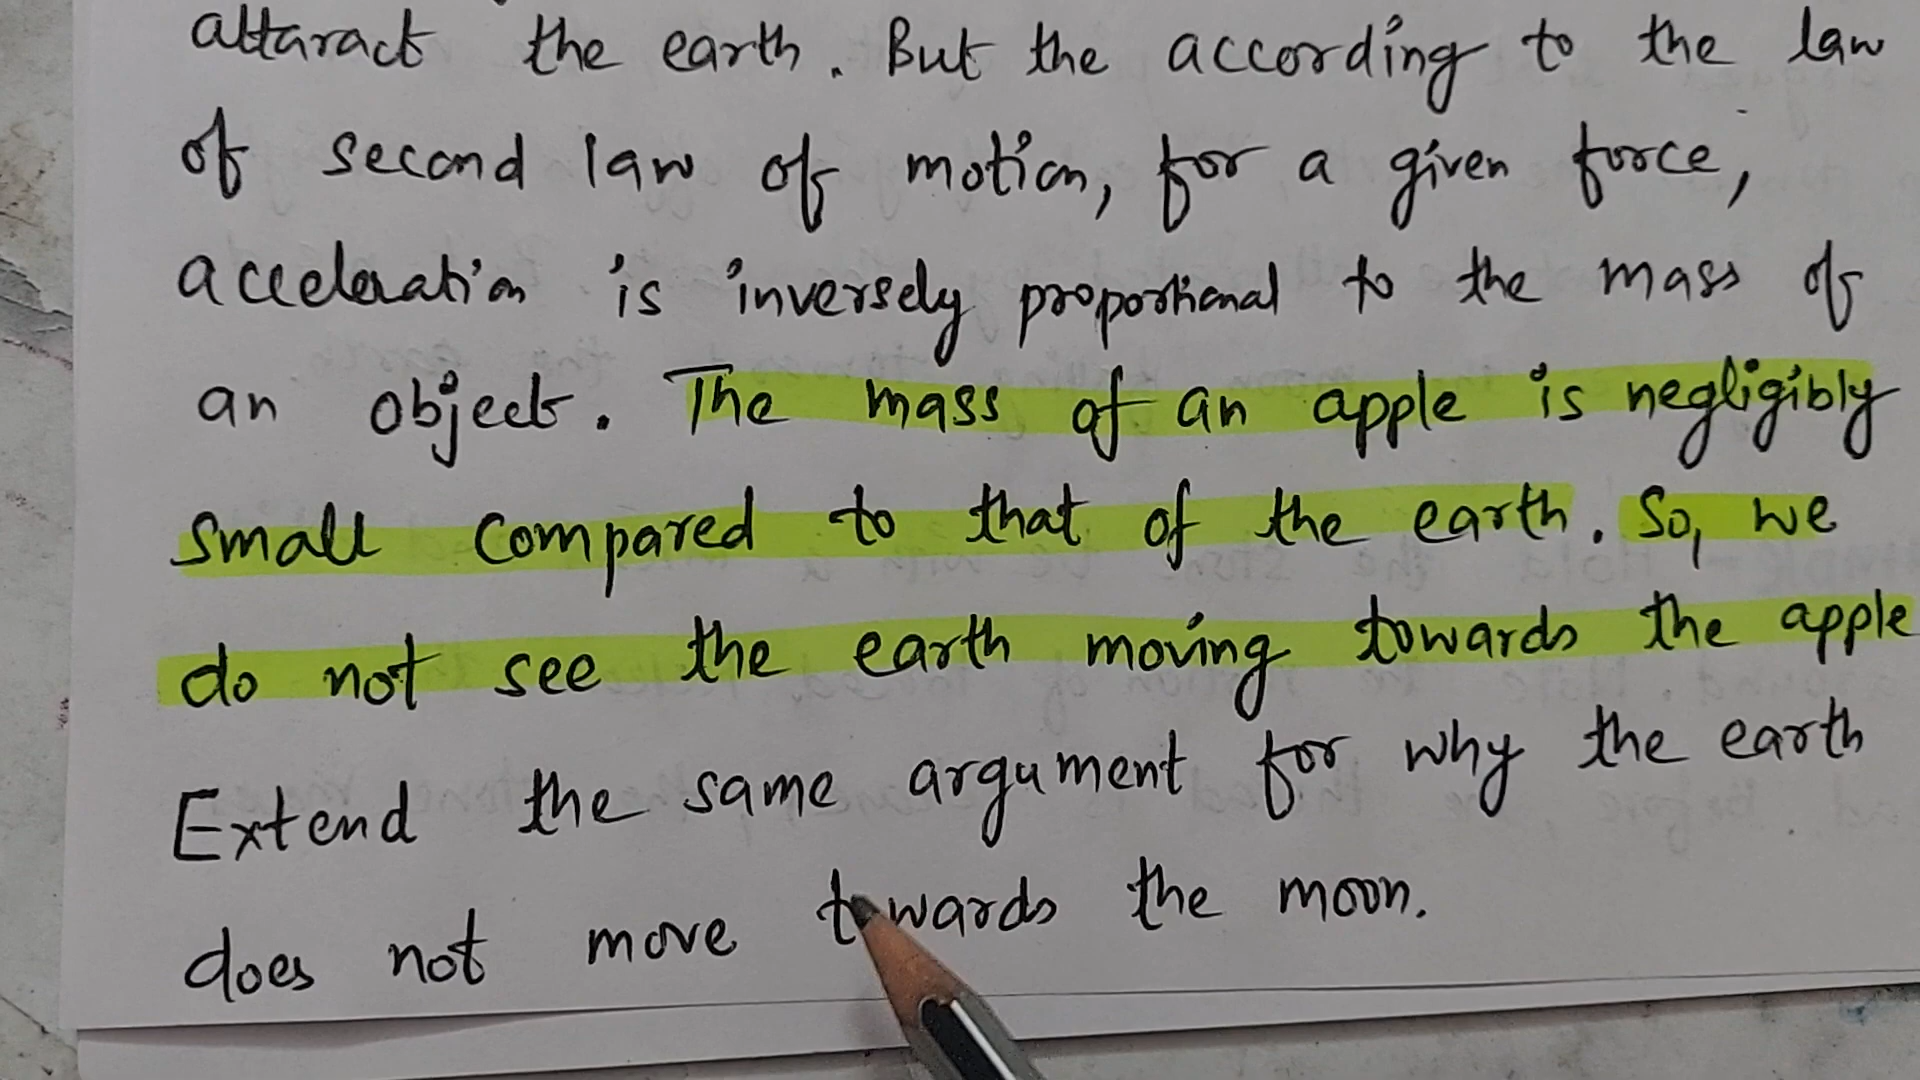 attaract the earth. But the according to the law
of second law of motion, for a given force,
acceleration is inversely proportional to the mass of
an object. The mass of an apple is negligibly
small compared to that of the earth. So, we
do not see the earth moving towards the apple
Extend the same argument for why the earth
does not move towards the moon.